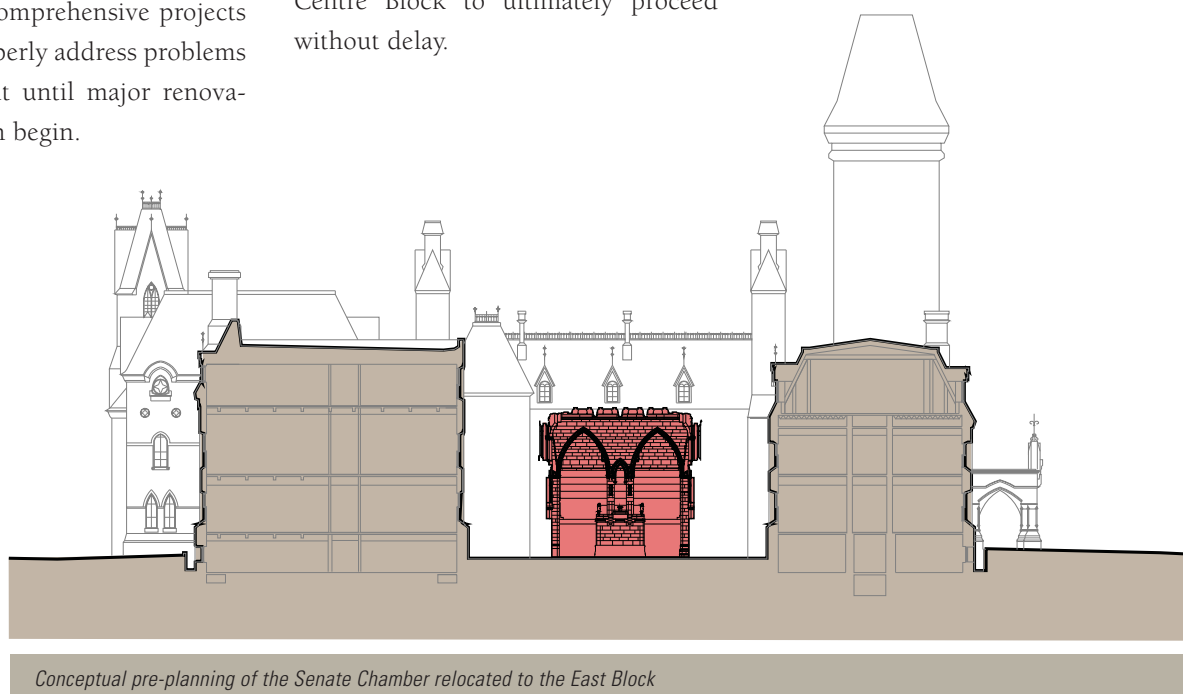 omprehensive projects
perly address problems
t until major renova-
n begin.
Centre Block to ultimately proceed
without delay.
Conceptual pre-planning of the Senate Chamber relocated to the East Block